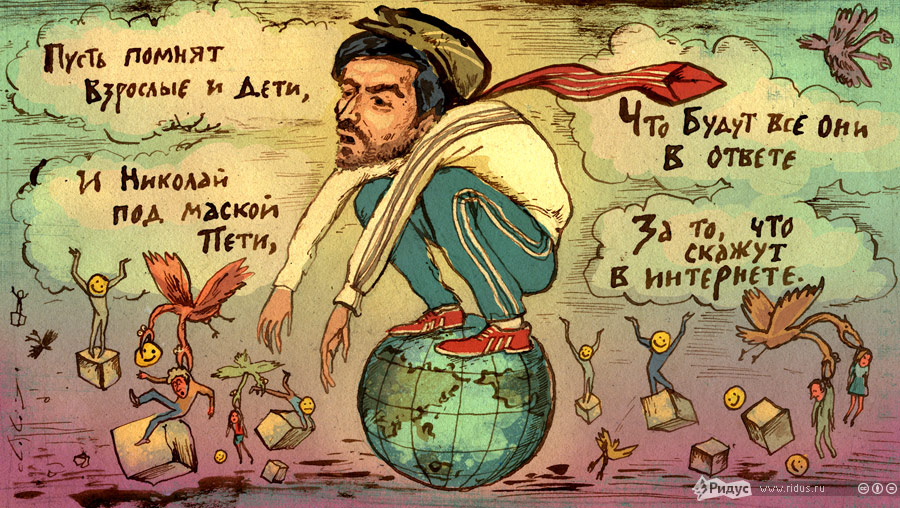 Пусть помнят
взрослые и Дети,
И Николай
под маской
Пети,
Что Будут все они
в ответе
За то, что
скажут
в интернете.
Ридус www.ridus.ru